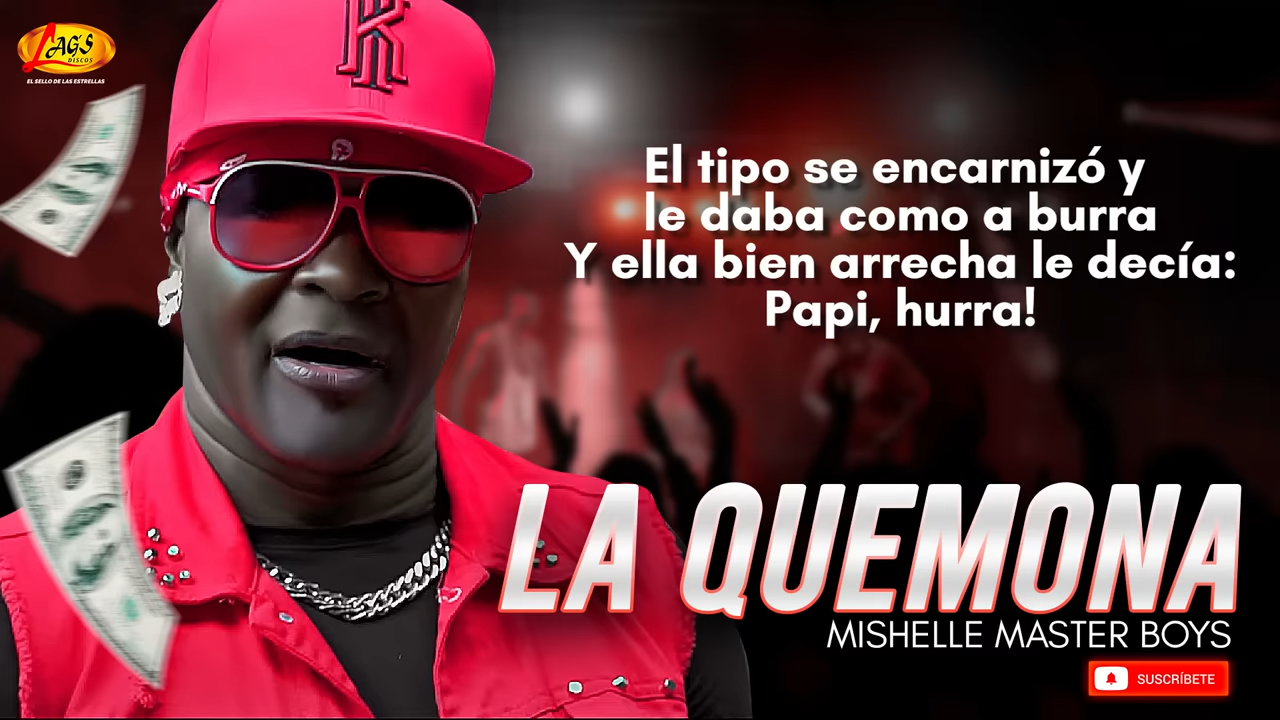 LAGS
DISCOS
EL SELLO DE LAS ESTRELLAS
El tipo se encarnizó y
le daba como a burra
Y ella bien arrecha le decía:
Papi, hurra!
LA QUEMONA
MISHELLE MASTER BOYS
SUSCRÍBETE